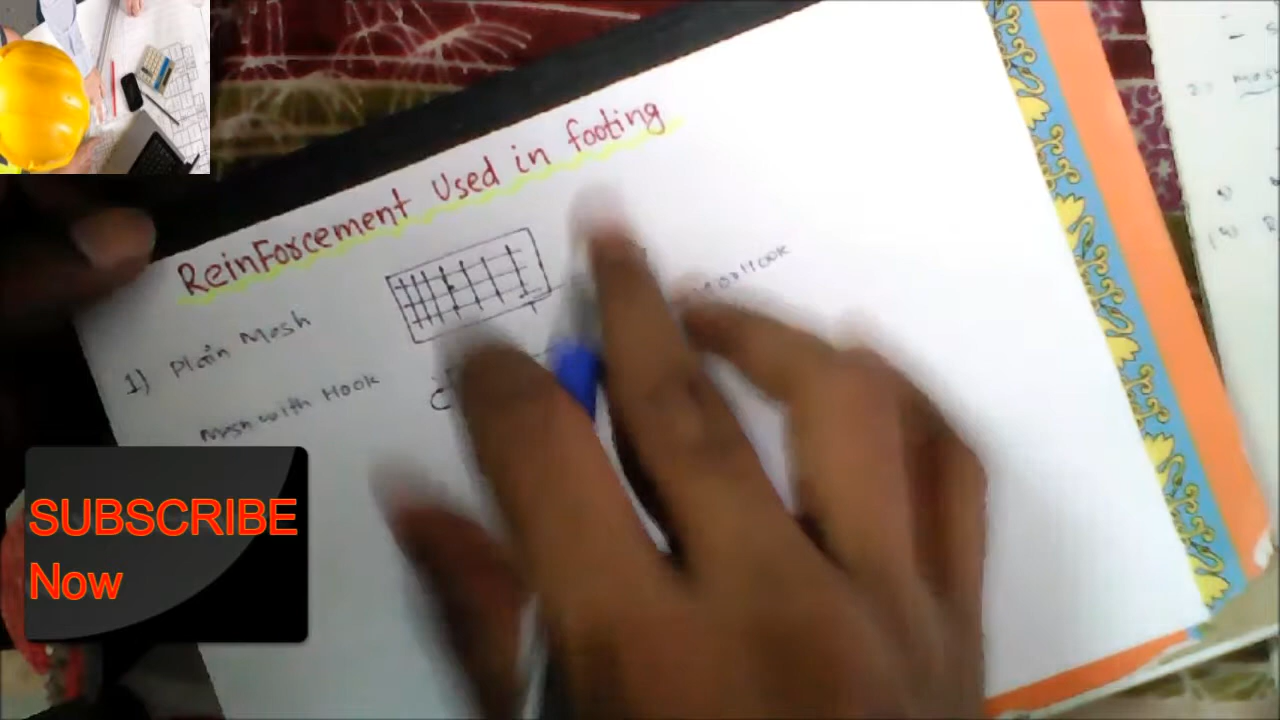 ReinForcement Used in footing
1) Plain Mesh
Mesh with Hook
SUBSCRIBE
Now